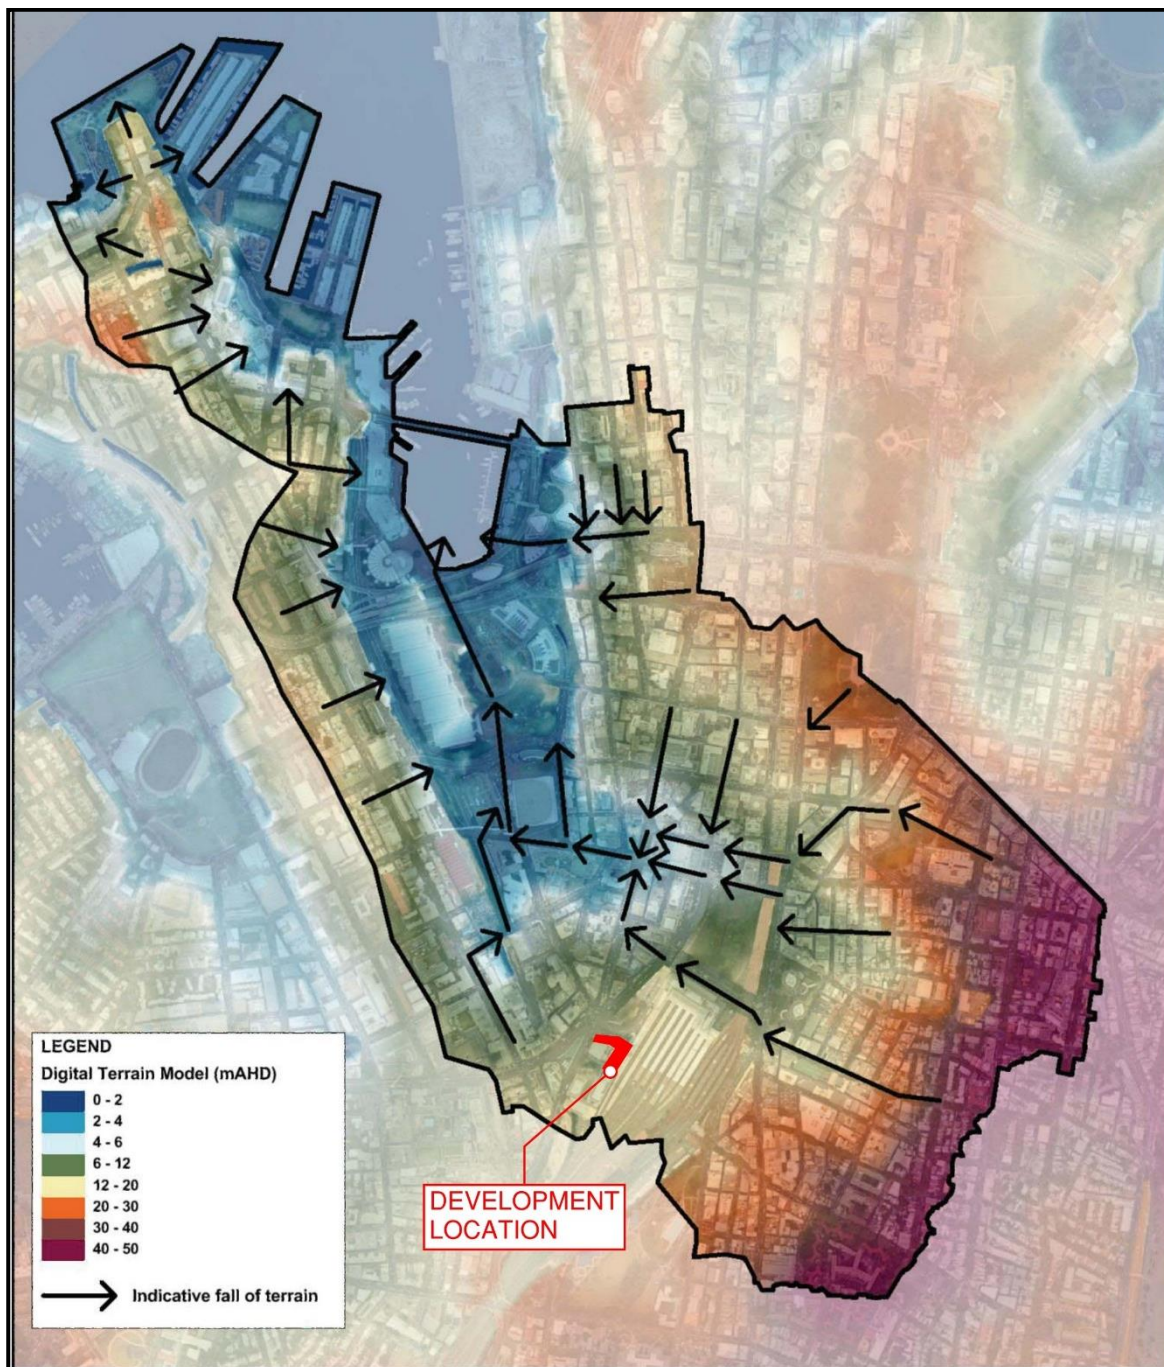 LEGEND
Digital Terrain Model (mAHD)
0 - 2
2 - 4
4 - 6
6 - 12
12 - 20
20 - 30
30 - 40
40 - 50
Indicative fall of terrain
DEVELOPMENT
LOCATION